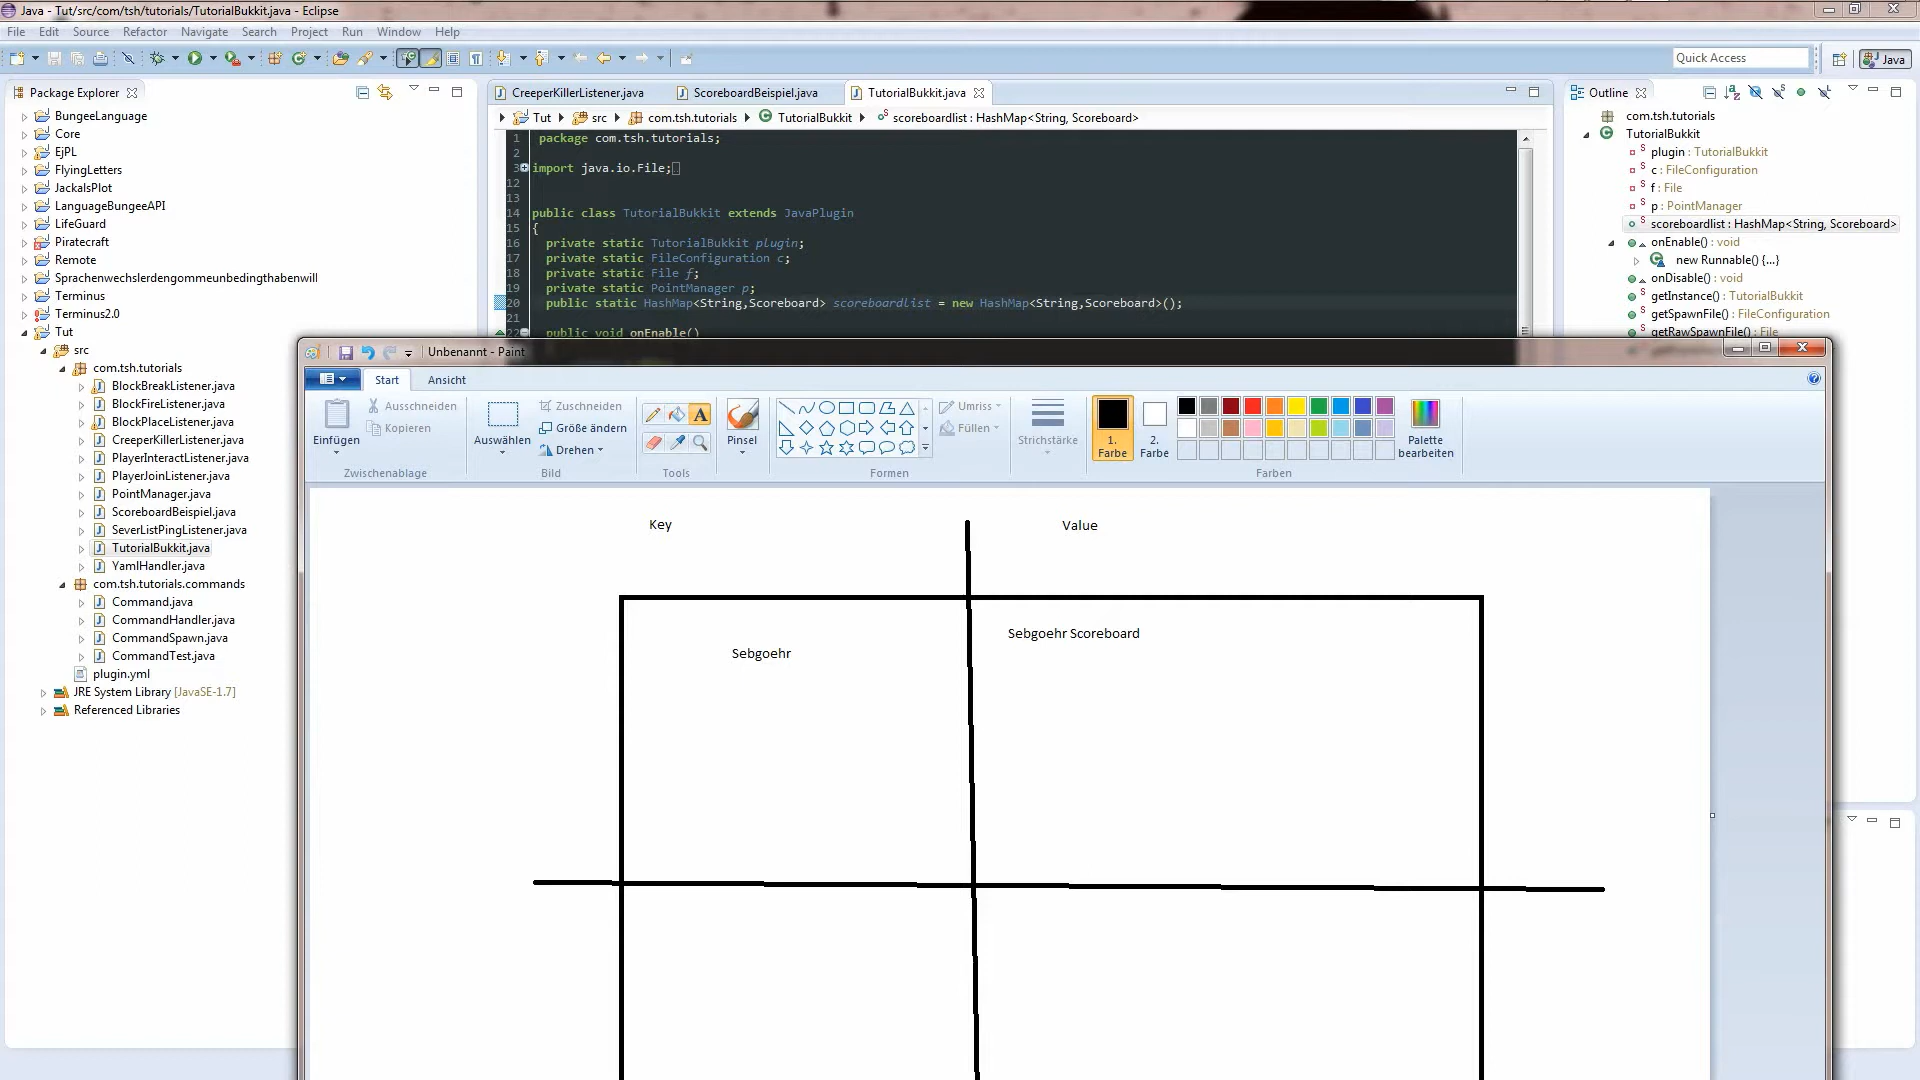 Java - Tut/src/com/tsh/tutorials/TutorialBukkit.java - Eclipse
File Edit Source Refactor Navigate Search Project Run Window Help
Quick Access
Java
Package Explorer
BungeeLanguage
Core
EjPL
FlyingLetters
JackalsPlot
LanguageBungeeAPI
LifeGuard
Piratecraft
Remote
Sprachenwechslerdengommeunbedingthabenwill
Terminus
Terminus2.0
Tut
src
com.tsh.tutorials
BlockBreakListener.java
BlockFireListener.java
BlockPlaceListener.java
CreeperKillerListener.java
PlayerInteractListener.java
PlayerJoinListener.java
PointManager.java
ScoreboardBeispiel.java
SeverListPingListener.java
TutorialBukkit.java
YamlHandler.java
com.tsh.tutorials.commands
Command.java
CommandHandler.java
CommandSpawn.java
CommandTest.java
plugin.yml
JRE System Library [JavaSE-1.7]
Referenced Libraries
CreeperKillerListener.java ScoreboardBeispiel.java TutorialBukkit.java
Tut src com.tsh.tutorials TutorialBukkit scoreboardlist : HashMap<String, Scoreboard>
1 package com.tsh.tutorials;
2
3 import java.io.File;
12
13
14 public class TutorialBukkit extends JavaPlugin
15 {
16 private static TutorialBukkit plugin;
17 private static FileConfiguration c;
18 private static File f;
19 private static PointManager p;
20 public static HashMap<String,Scoreboard> scoreboardlist = new HashMap<String,Scoreboard>();
21
22 public void onEnable()
Outline
com.tsh.tutorials
TutorialBukkit
plugin : TutorialBukkit
c : FileConfiguration
f : File
p : PointManager
scoreboardlist : HashMap<String, Scoreboard>
onEnable() : void
new Runnable() {...}
onDisable() : void
getInstance() : TutorialBukkit
getSpawnFile() : FileConfiguration
getRawSpawnFile() : File
Unbenannt - Paint
Start Ansicht
Einfügen
Ausschneiden
Kopieren
Zwischenablage
Auswählen
Zuschneiden
Größe ändern
Drehen
Bild
A
Tools
Pinsel
Formen
Umriss
Füllen
Strichstärke
1. Farbe
2. Farbe
Farben
Palette bearbeiten
Key Value
Sebgoehr Scoreboard
Sebgoehr